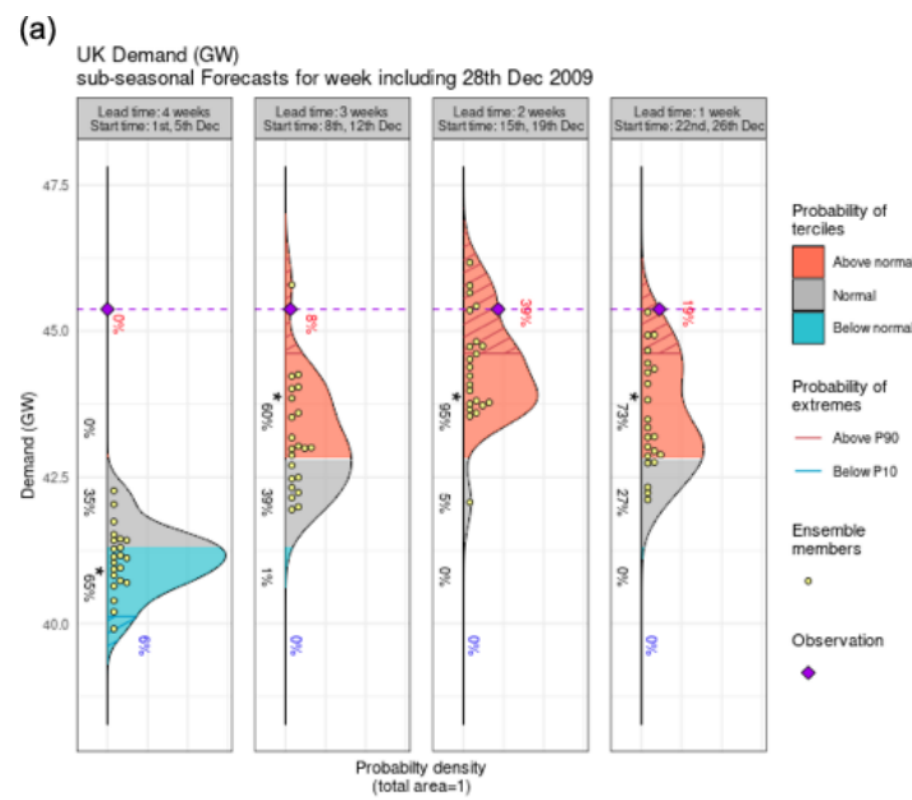 (a)
UK Demand (GW)
sub-seasonal Forecasts for week including 28th Dec 2009
Lead time: 4 weeks
Start time: 1st, 5th Dec
Lead time: 3 weeks
Start time: 8th, 12th Dec
Lead time: 2 weeks
Start time: 15th, 19th Dec
Lead time: 1 week
Start time: 22nd, 26th Dec
Demand (GW)
47.5
45.0
42.5
40.0
0%
0%
35%
*
65%
6%
8%
*
60%
39%
1%
0%
39%
*
95%
5%
0%
0%
19%
*
73%
27%
0%
0%
Probabilty density
(total area=1)
Probability of
terciles
Above norma
Normal
Below normal
Probability of
extremes
Above P90
Below P10
Ensemble
members
Observation